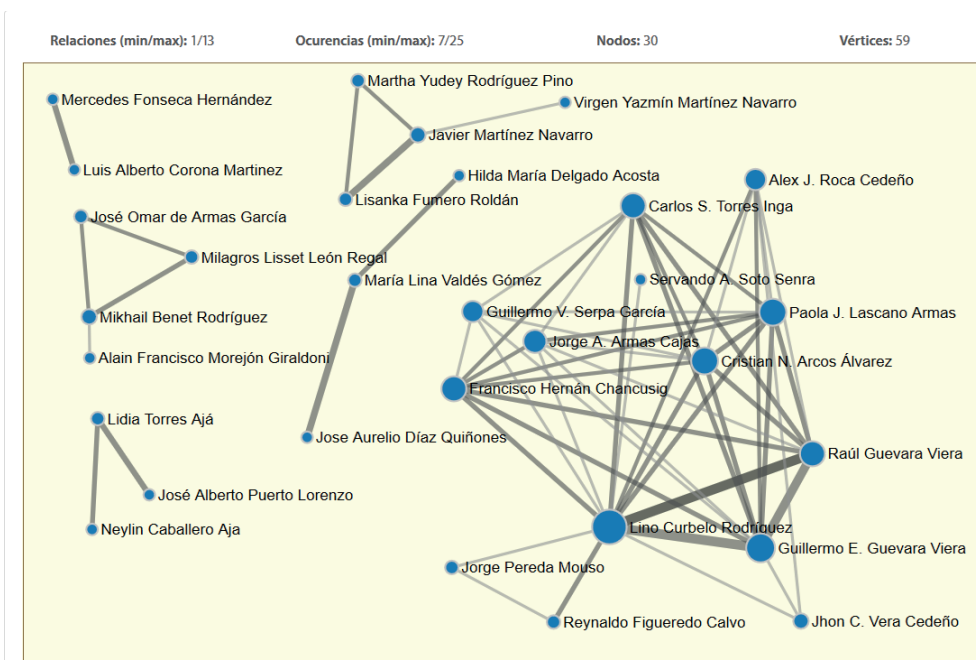 Relaciones (min/max): 1/13 Ocurencias (min/max): 7/25 Nodos: 30 Vértices: 59
Martha Yudey Rodríguez Pino
Mercedes Fonseca Hernández
Virgen Yazmín Martínez Navarro
Javier Martínez Navarro
Luis Alberto Corona Martinez
Hilda María Delgado Acosta
Alex J. Roca Cedeño
Lisanka Fumero Roldán
Carlos S. Torres Inga
José Omar de Armas García
Milagros Lisset León Regal
María Lina Valdés Gómez
Servando A. Soto Senra
Guillermo V. Serpa García
Paola J. Lascano Armas
Mikhail Benet Rodríguez
Jorge A. Armas Cajas
Alain Francisco Morejón Giraldoni
Cristian N. Arcos Álvarez
Francisco Hernán Chancusig
Lidia Torres Ajá
Jose Aurelio Díaz Quiñones
Raúl Guevara Viera
José Alberto Puerto Lorenzo
Neylin Caballero Aja
Lino Curbelo Rodríguez
Guillermo E. Guevara Viera
Jorge Pereda Mouso
Reynaldo Figueredo Calvo
Jhon C. Vera Cedeño